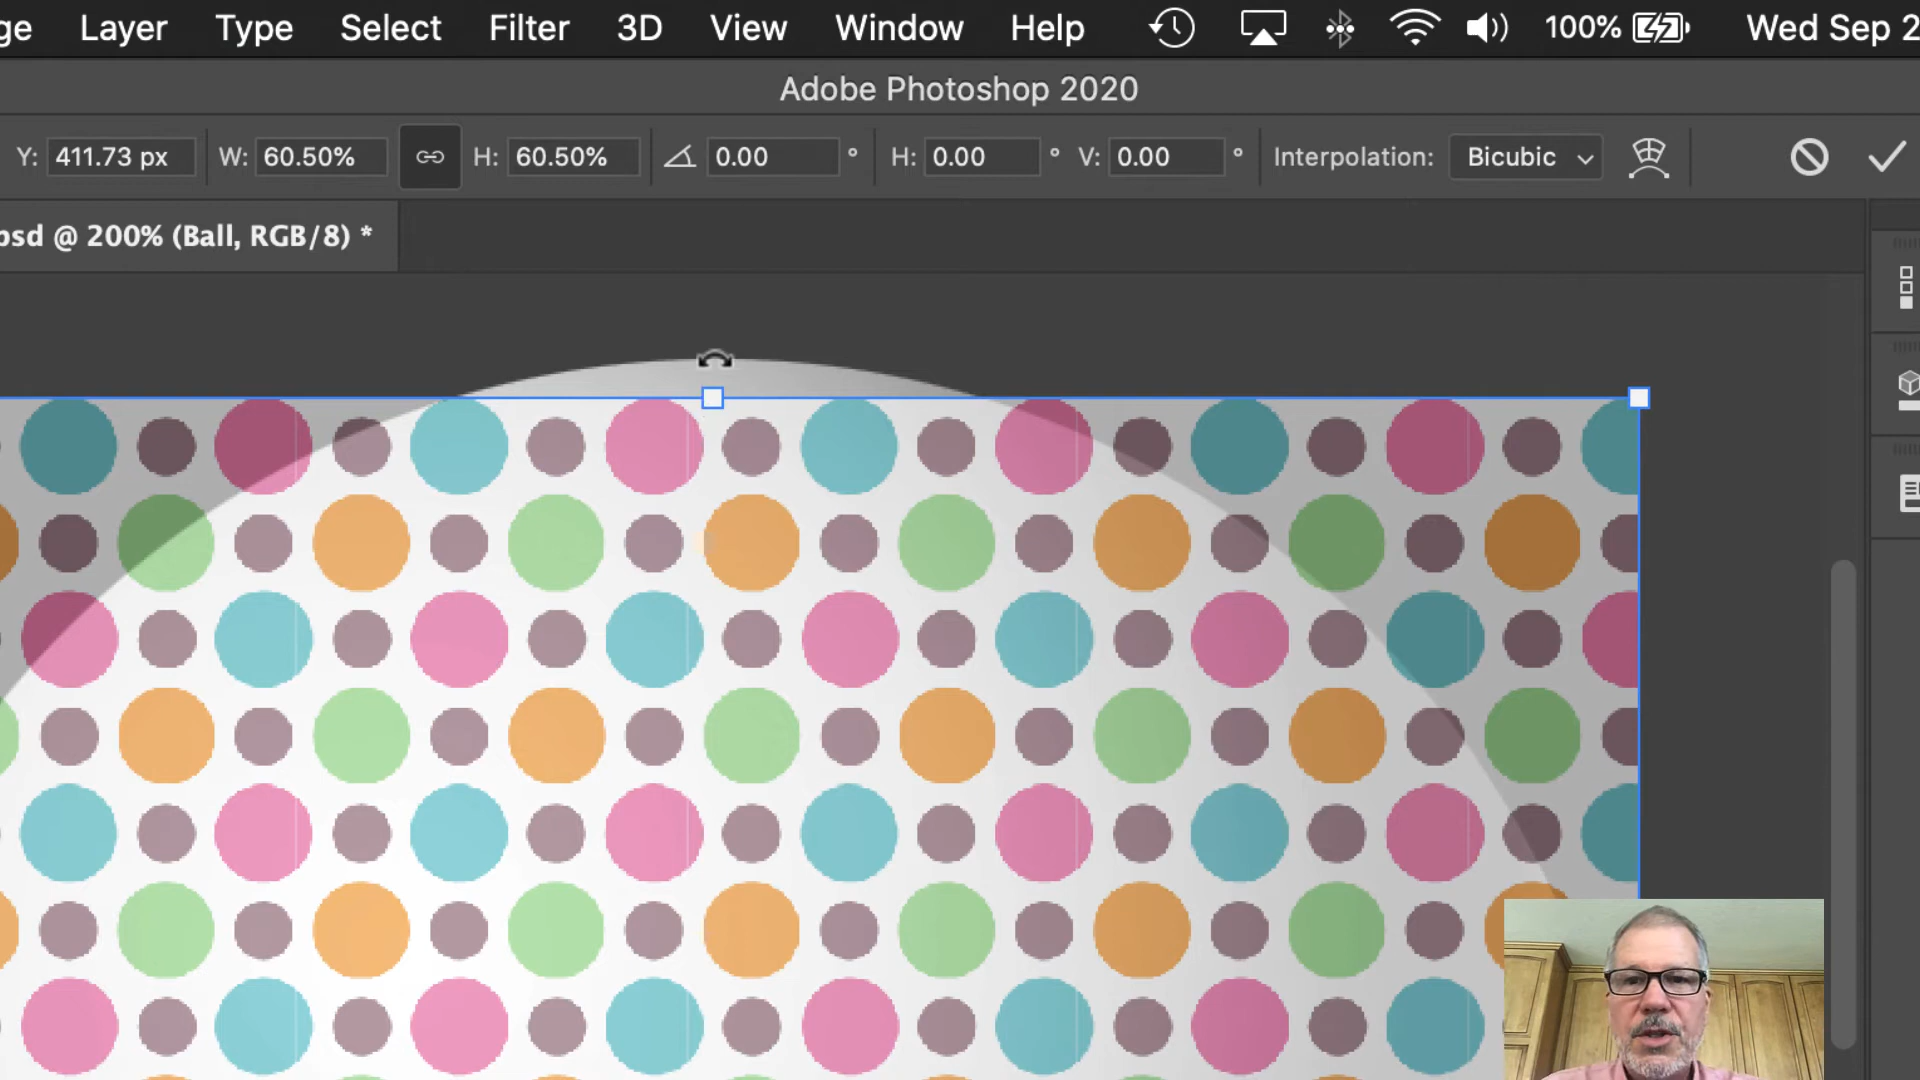 ge Layer Type Select Filter 3D View Window Help 100% Wed Sep 2
Adobe Photoshop 2020
Y: 411.73 px W: 60.50% H: 60.50% 0.00 ° H: 0.00 ° V: 0.00 ° Interpolation: Bicubic
psd @ 200% (Ball, RGB/8) *